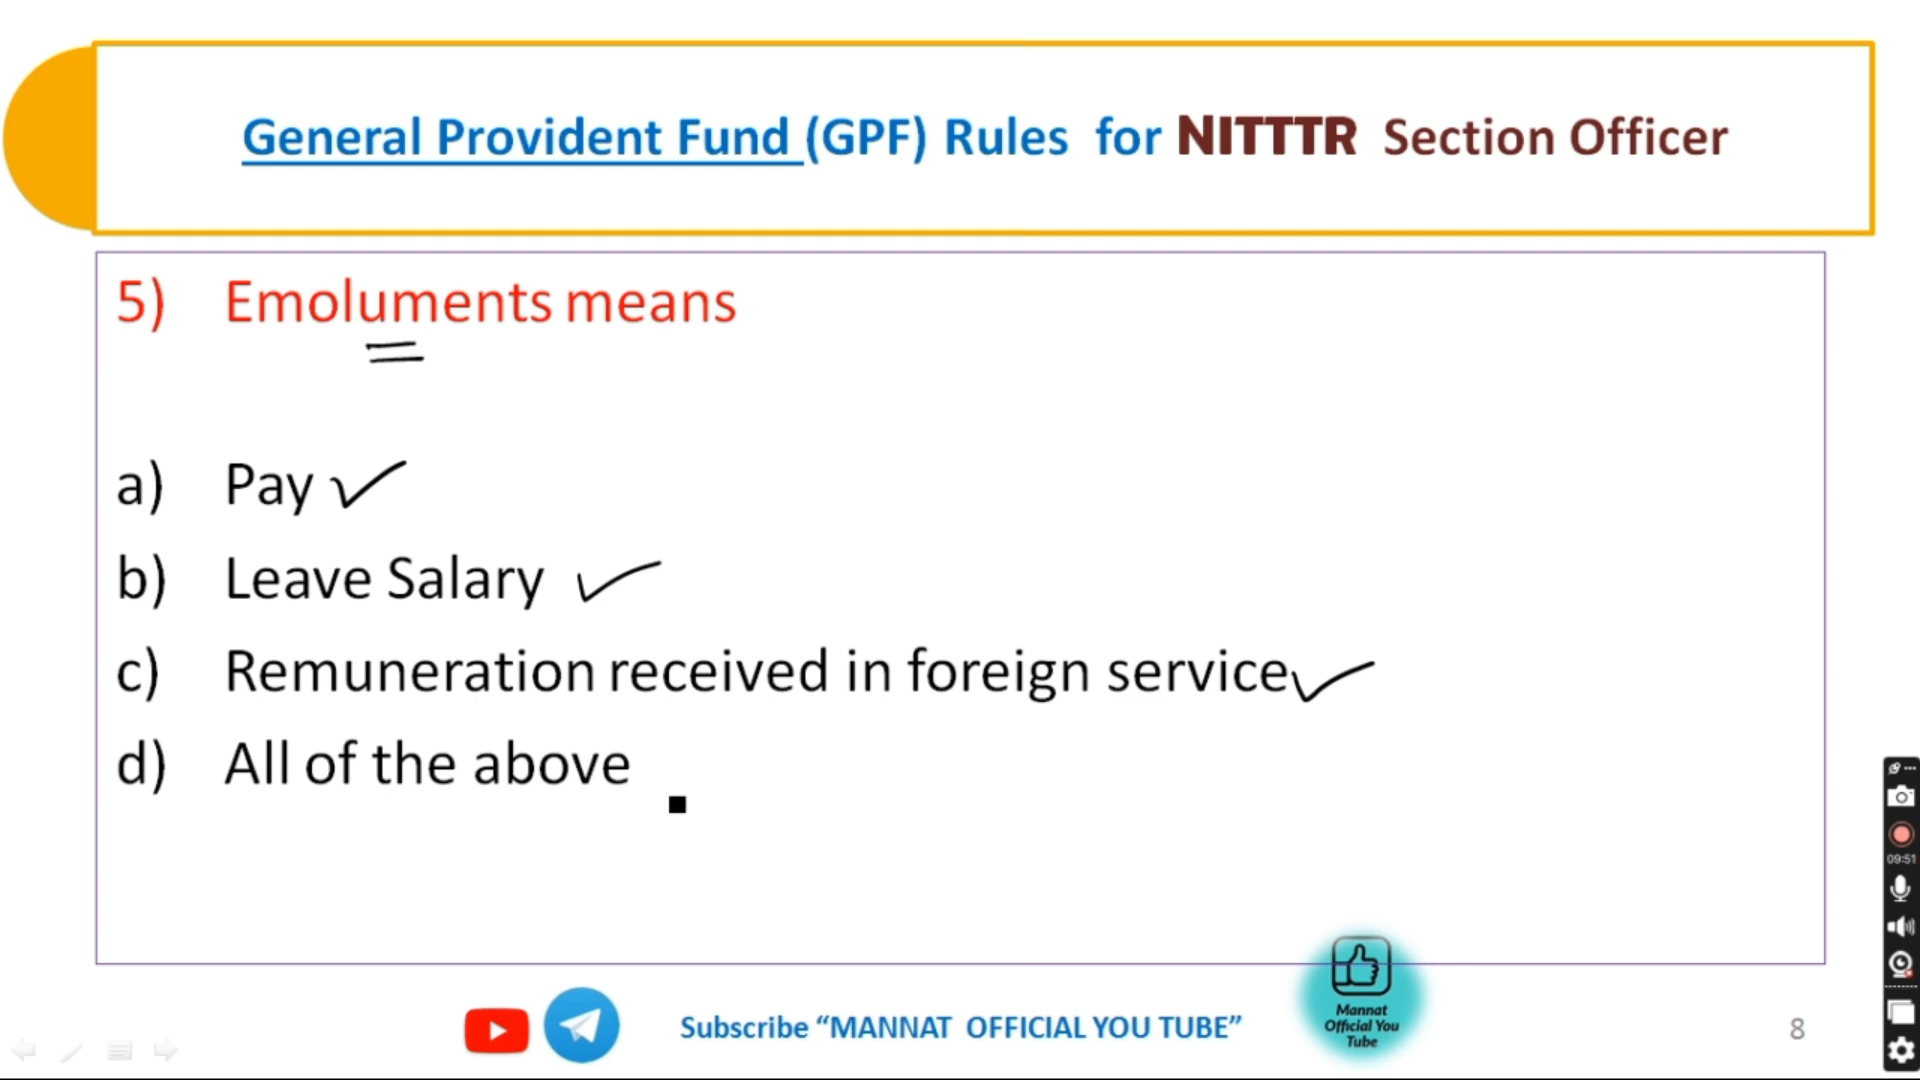 General Provident Fund (GPF) Rules for NITTTR Section Officer
5) Emoluments means
a) Pay
b) Leave Salary
c) Remuneration received in foreign service
d) All of the above
Subscribe “MANNAT OFFICIAL YOU TUBE”
Mannat
Official You
Tube
8
09:51